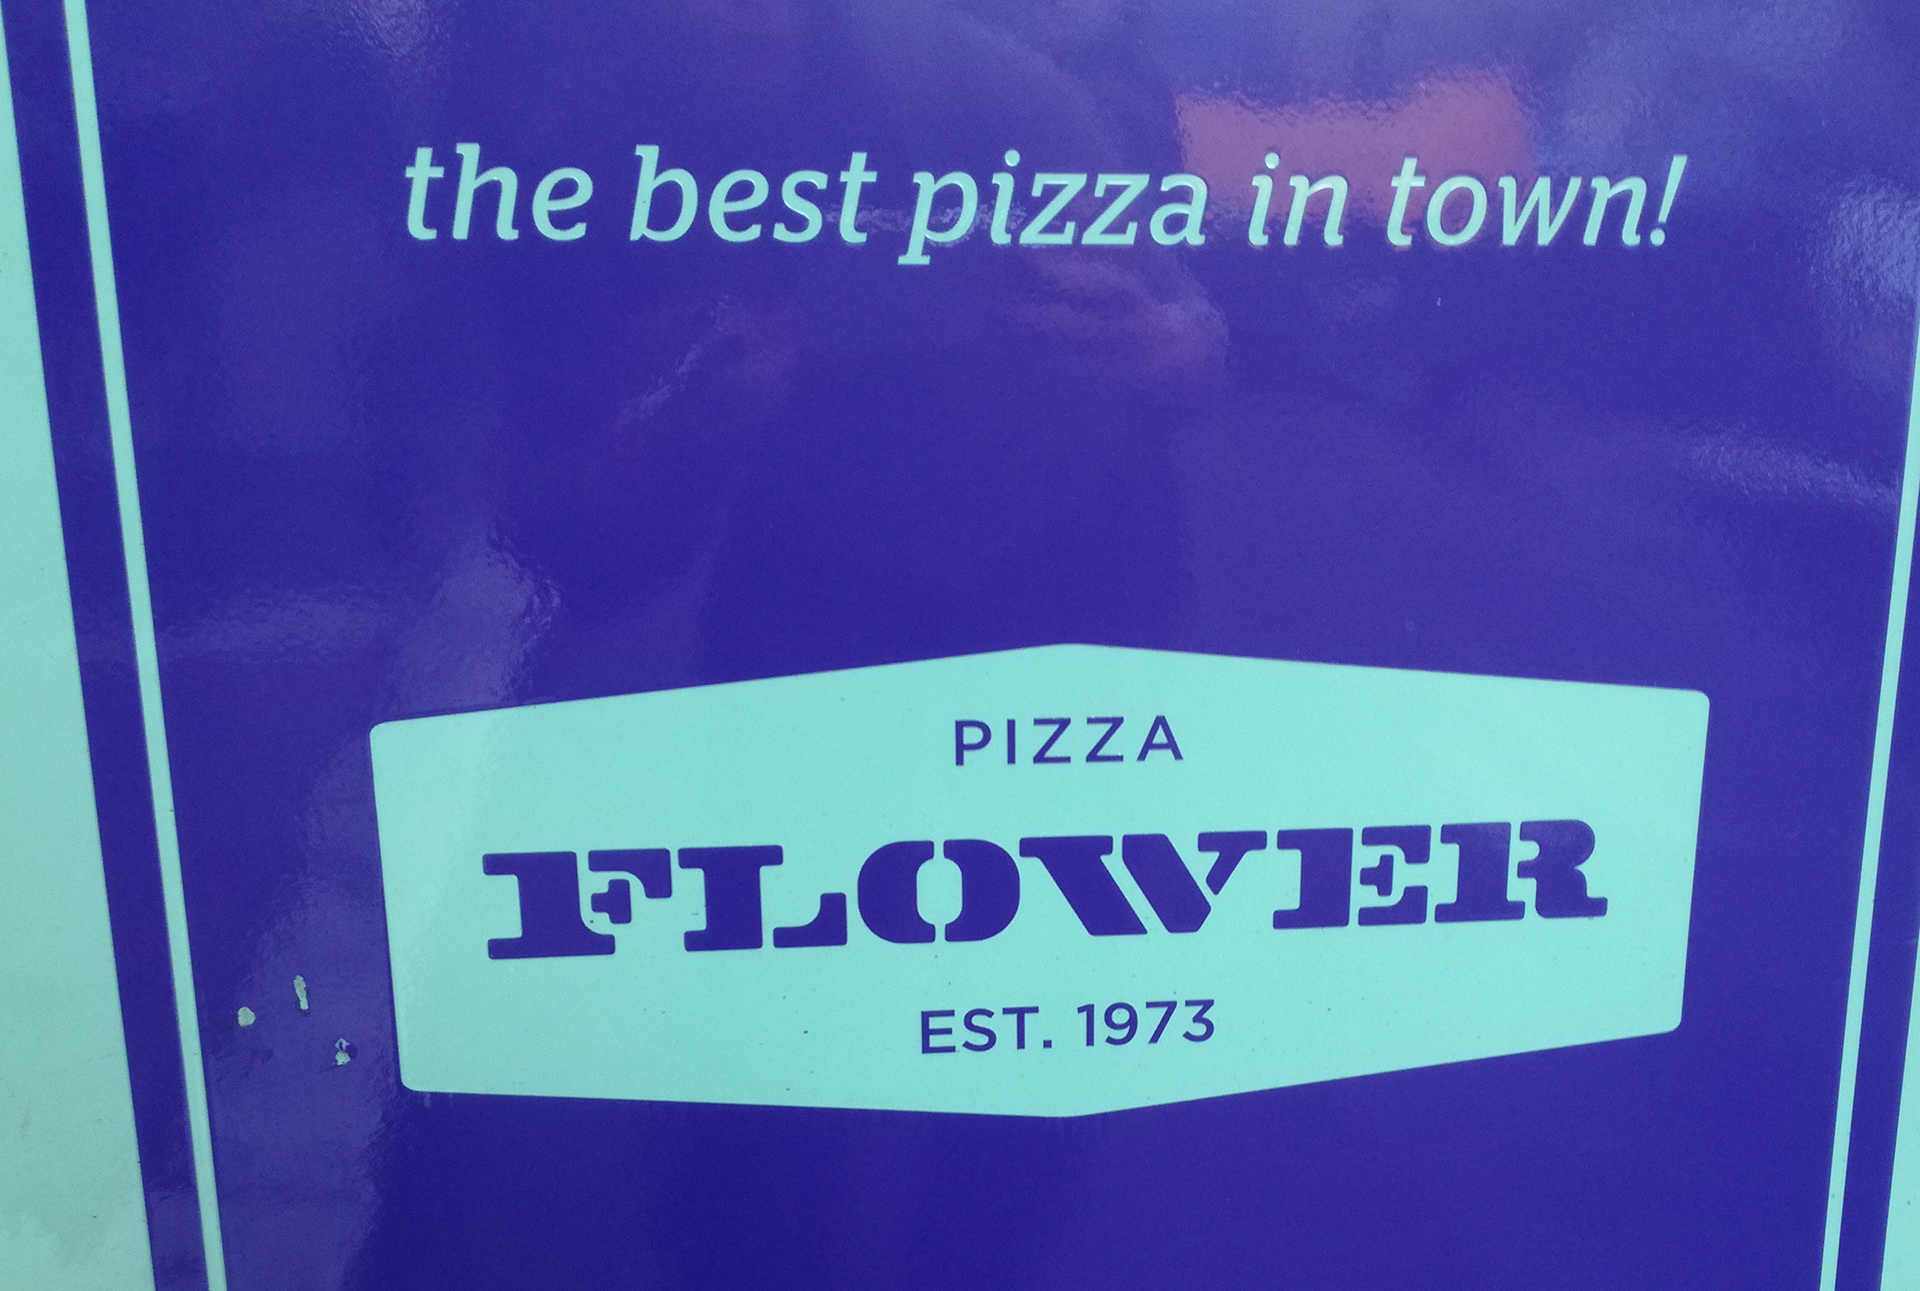 the best pizza in town!
PIZZA
FLOWER
EST. 1973